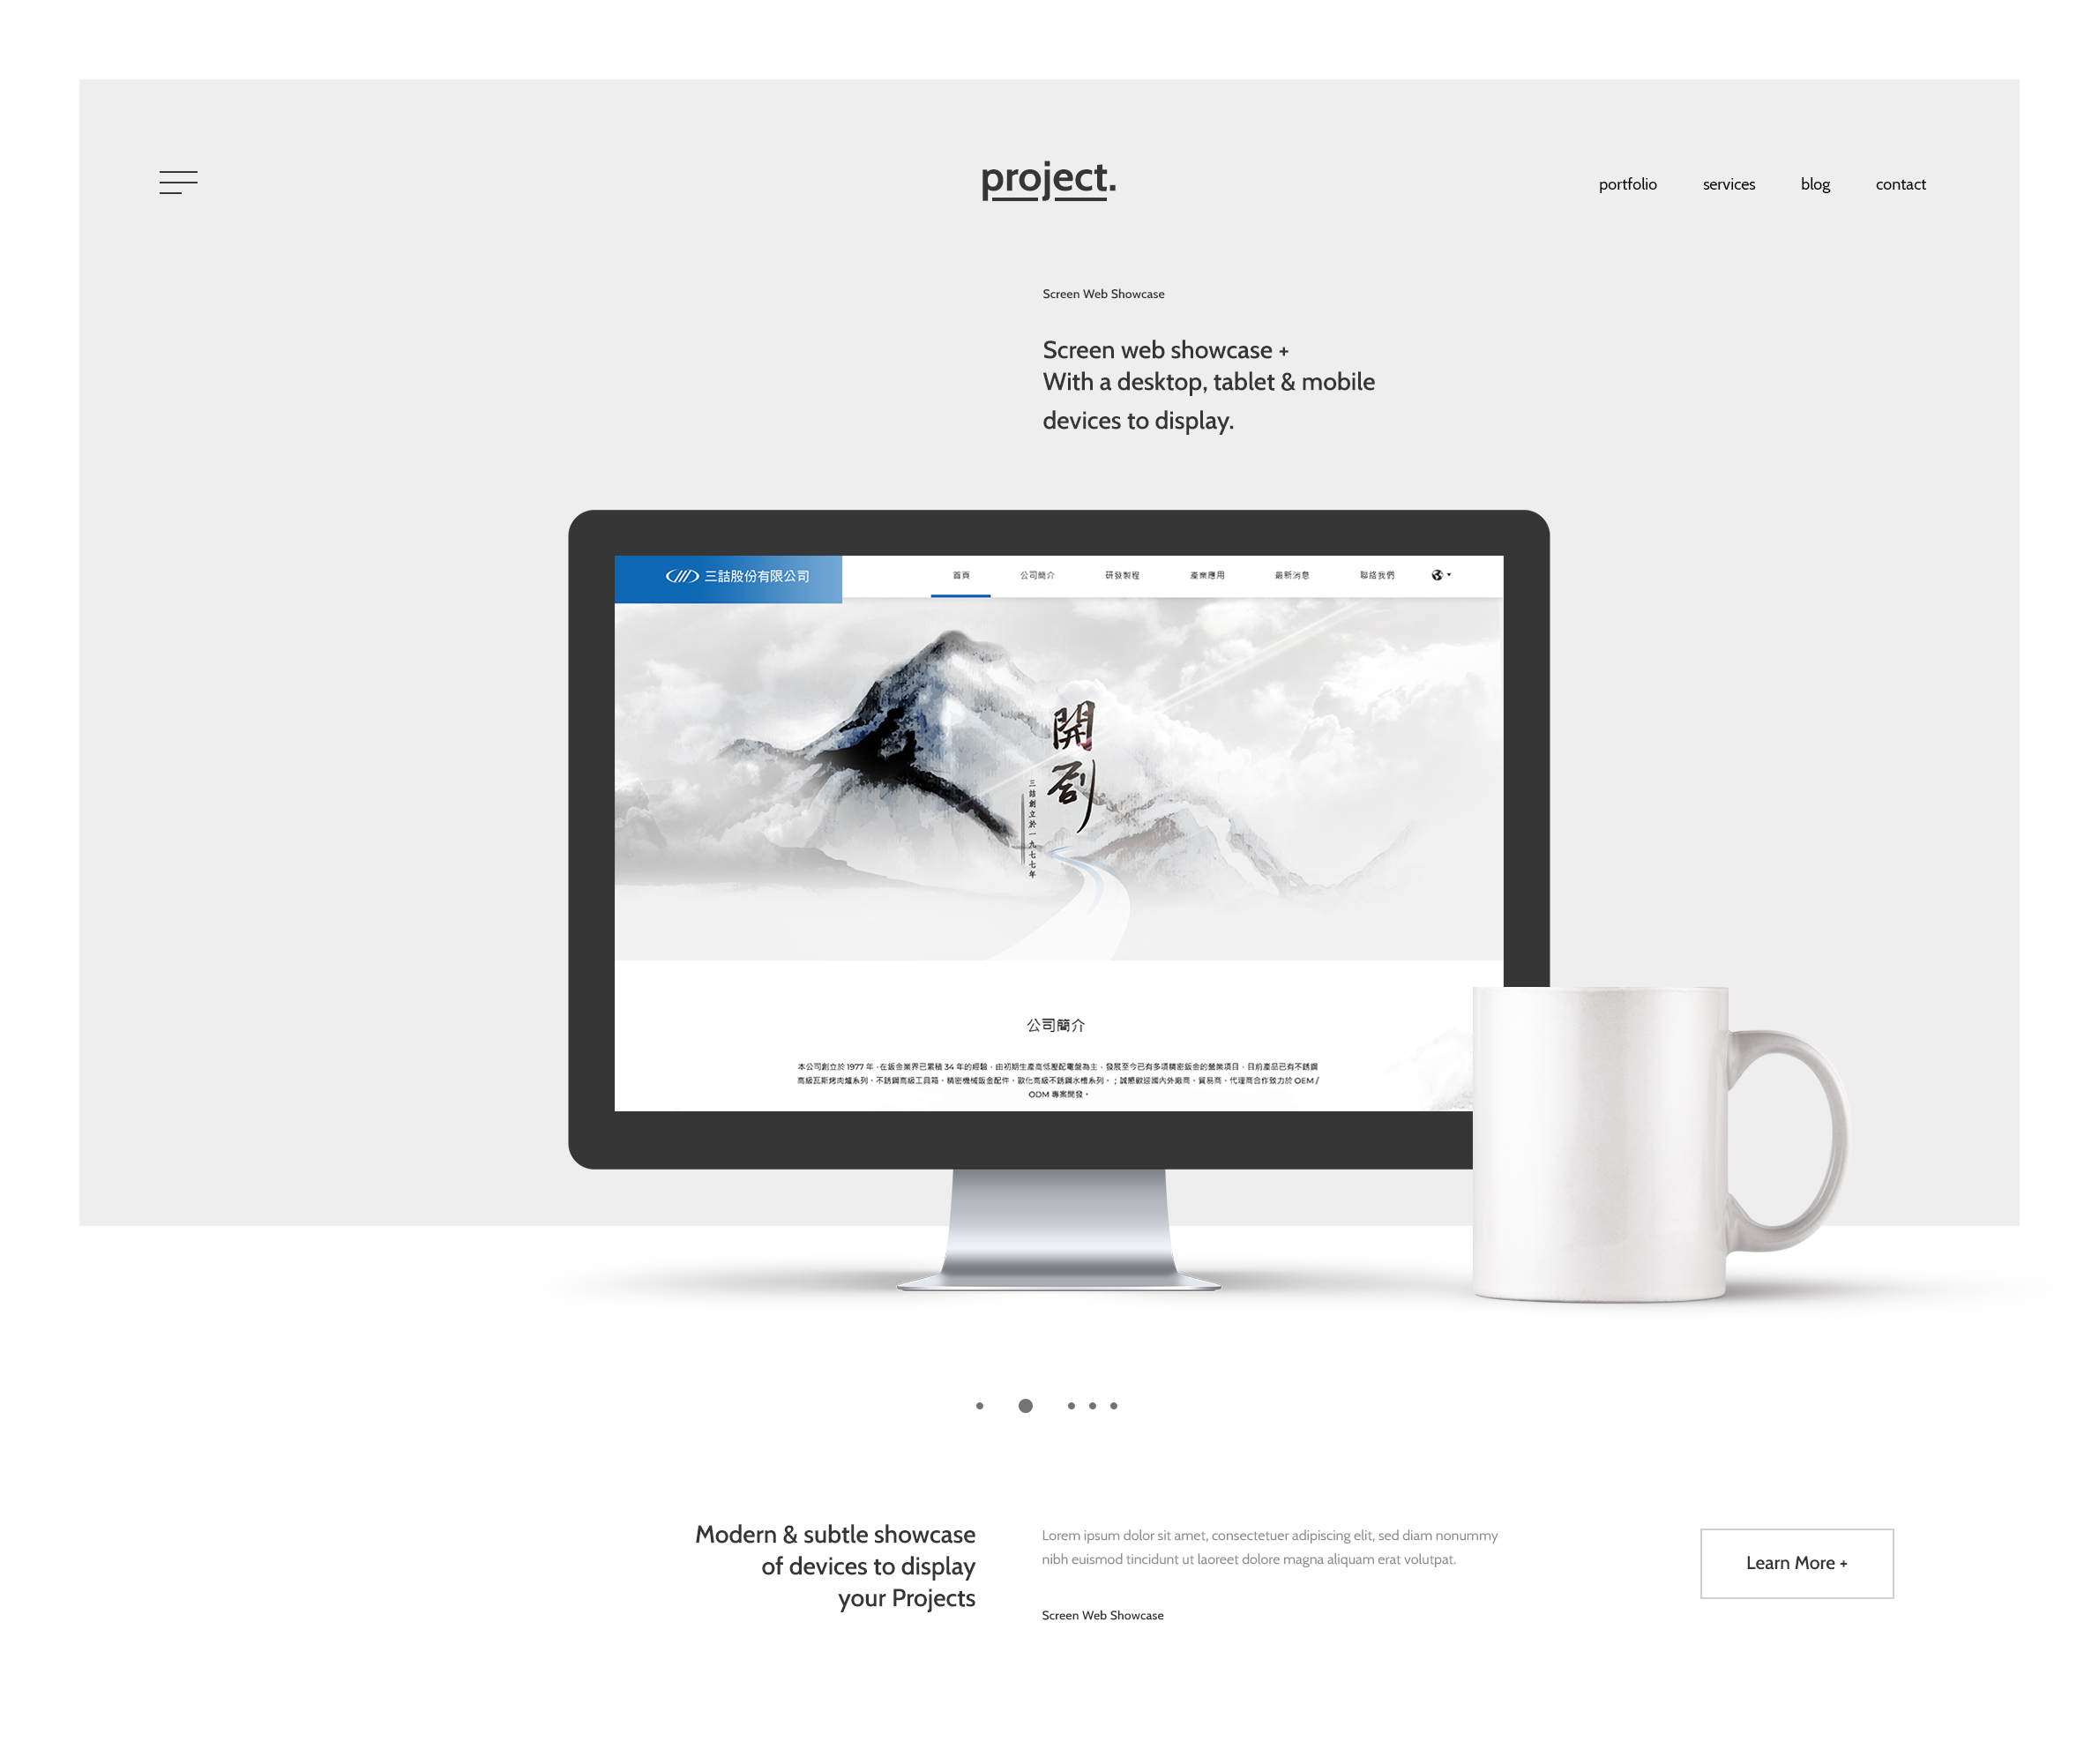 project.
portfolio services blog contact
Screen Web Showcase
Screen web showcase +
With a desktop, tablet & mobile
devices to display.
三詰股份有限公司
首頁 公司簡介 研發製程 產業應用 最新消息 聯絡我們
開創
三詰創立於一九七七年
公司簡介
本公司創立於 1977 年,在鈑金業界已累積 34 年的經驗,由初期生產高低壓配電盤為主,發展至今已有多項精密鈑金的營業項目,目前產品已有不銹鋼
高級瓦斯烤肉爐系列、不銹鋼高級工具箱、精密機械鈑金配件、歐化高級不銹鋼水槽系列。;誠懇歡迎國內外廠商、貿易商、代理商合作致力於 OEM /
ODM 專案開發。
Modern & subtle showcase
of devices to display
your Projects
Lorem ipsum dolor sit amet, consectetuer adipiscing elit, sed diam nonummy
nibh euismod tincidunt ut laoreet dolore magna aliquam erat volutpat.
Screen Web Showcase
Learn More +